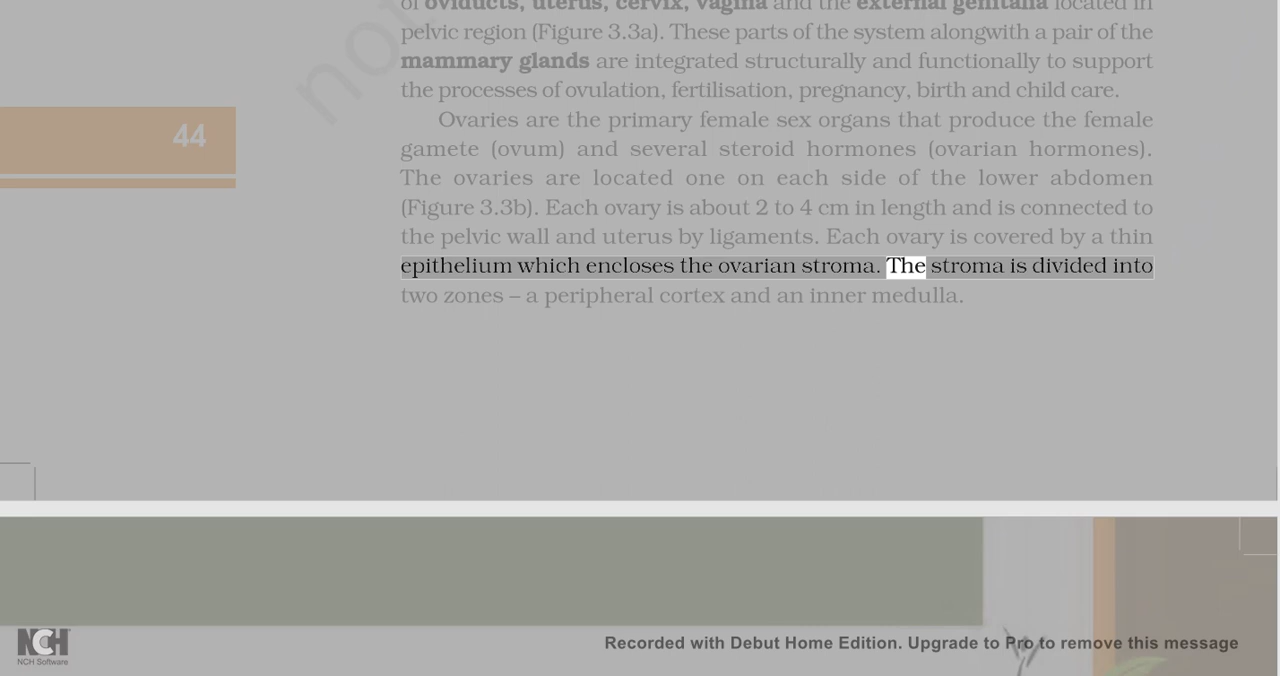 of oviducts, uterus, cervix, vagina and the external genitalia located in
pelvic region (Figure 3.3a). These parts of the system alongwith a pair of the
mammary glands are integrated structurally and functionally to support
the processes of ovulation, fertilisation, pregnancy, birth and child care.
44
Ovaries are the primary female sex organs that produce the female
gamete (ovum) and several steroid hormones (ovarian hormones).
The ovaries are located one on each side of the lower abdomen
(Figure 3.3b). Each ovary is about 2 to 4 cm in length and is connected to
the pelvic wall and uterus by ligaments. Each ovary is covered by a thin
epithelium which encloses the ovarian stroma. The stroma is divided into
two zones – a peripheral cortex and an inner medulla.
not
NCH
NCH Software
Recorded with Debut Home Edition. Upgrade to Pro to remove this message